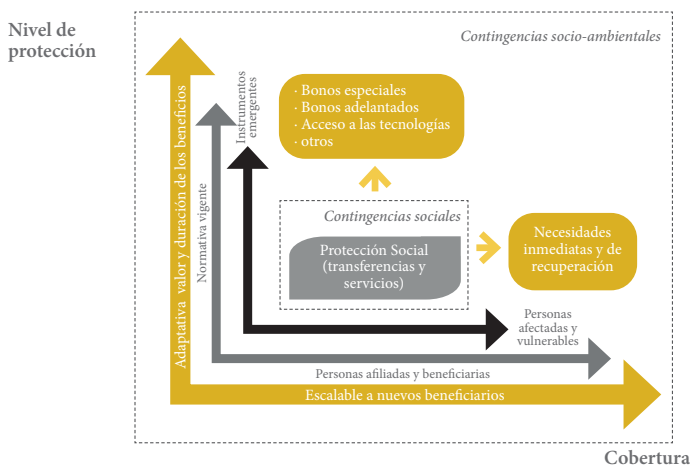 Nivel de
protección
Contingencias socio-ambientales
Adaptativa valor y duración de los beneficios
Normativa vigente
Instrumentos
emergentes
· Bonos especiales
· Bonos adelantados
· Acceso a las tecnologías
· otros
Contingencias sociales
Protección Social
(transferencias y
servicios)
Necesidades
inmediatas y de
recuperación
Personas
afectadas y
vulnerables
Personas afiliadas y beneficiarias
Escalable a nuevos beneficiarios
Cobertura